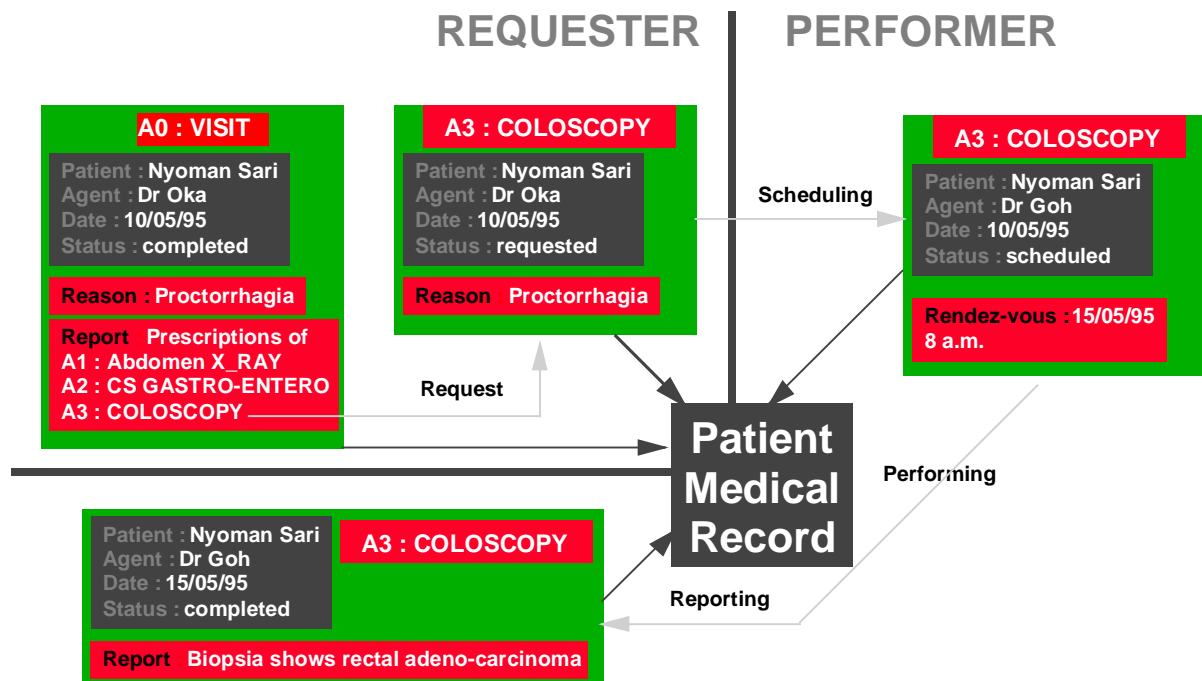 REQUESTER
PERFORMER
A0 : VISIT
Patient : Nyoman Sari
Agent : Dr Oka
Date : 10/05/95
Status : completed
Reason : Proctorrhagia
Report Prescriptions of
A1 : Abdomen X_RAY
A2 : CS GASTRO-ENTERO
A3 : COLOSCOPY
Request
A3 : COLOSCOPY
Patient : Nyoman Sari
Agent : Dr Oka
Date : 10/05/95
Status : requested
Reason Proctorrhagia
Scheduling
A3 : COLOSCOPY
Patient : Nyoman Sari
Agent : Dr Goh
Date : 10/05/95
Status : scheduled
Rendez-vous : 15/05/95
8 a.m.
Patient
Medical
Record
Performing
Reporting
Patient : Nyoman Sari
Agent : Dr Goh
Date : 15/05/95
Status : completed
A3 : COLOSCOPY
Report Biopsia shows rectal adeno-carcinoma